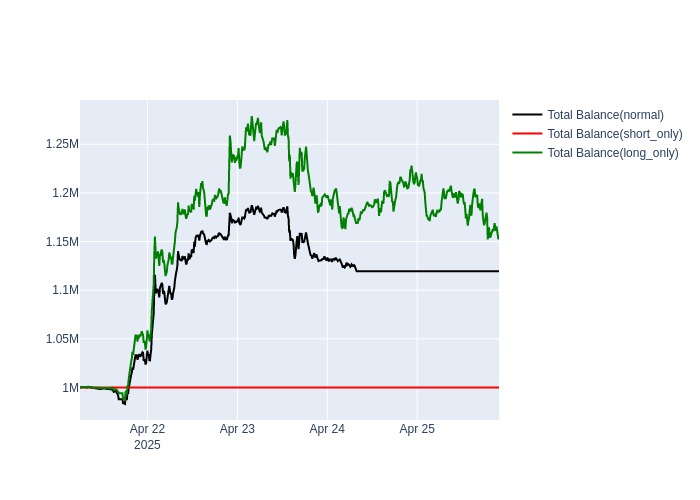 Total Balance(normal)
Total Balance(short_only)
Total Balance(long_only)
1.25M
1.2M
1.15M
1.1M
1.05M
1M
Apr 22
2025
Apr 23
Apr 24
Apr 25